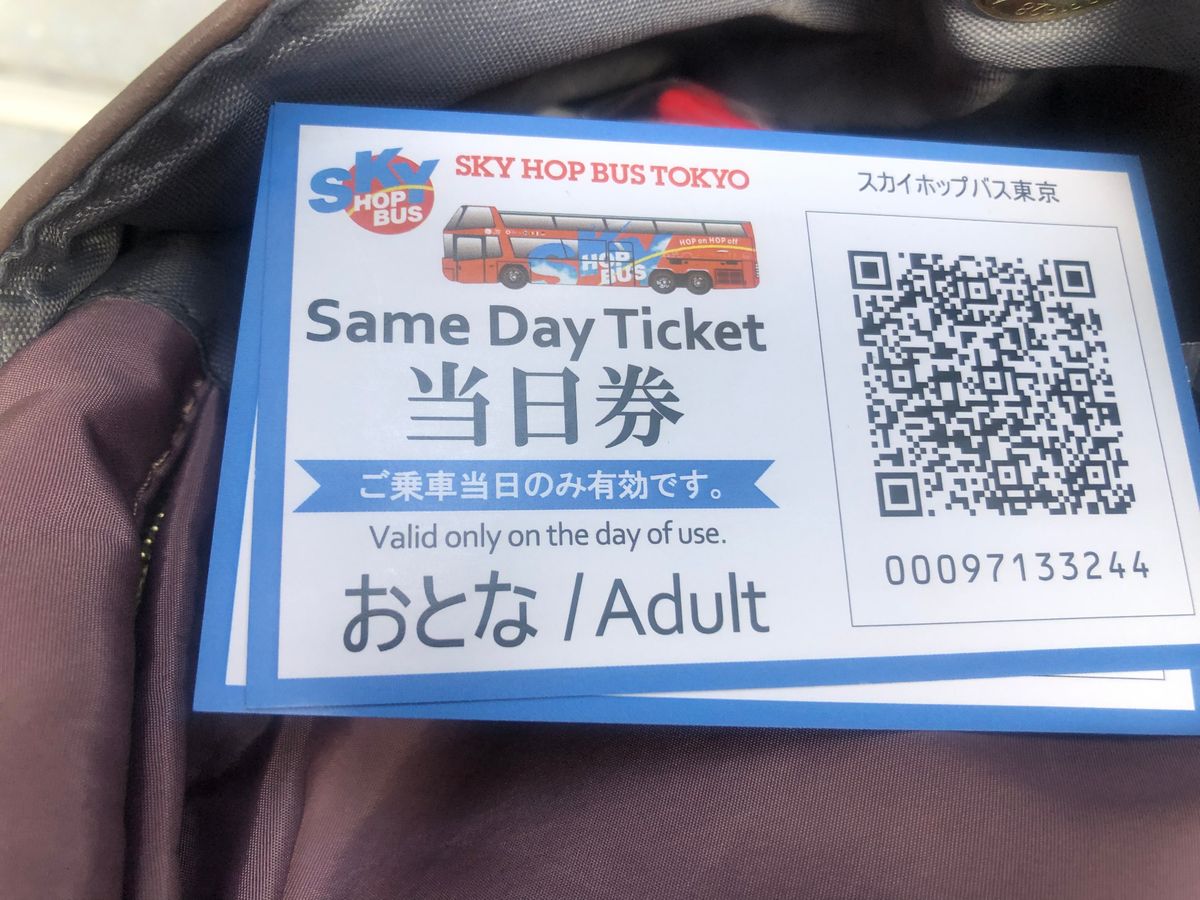 SKY HOP BUS
SKY HOP BUS TOKYO
スカイホップバス東京
SKY HOP BUS
HOP on HOP off
Same Day Ticket
当日券
ご乗車当日のみ有効です。
Valid only on the day of use.
おとな / Adult
00097133244